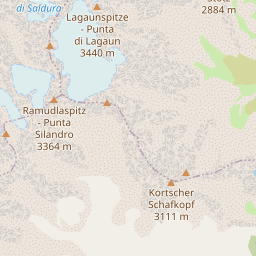 di Saldura
Lagaunspitze
- Punta
di Lagaun
3440 m
2884 m
Ramudlaspitz
- Punta
Silandro
3364 m
Kortscher
Schafkopf
3111 m